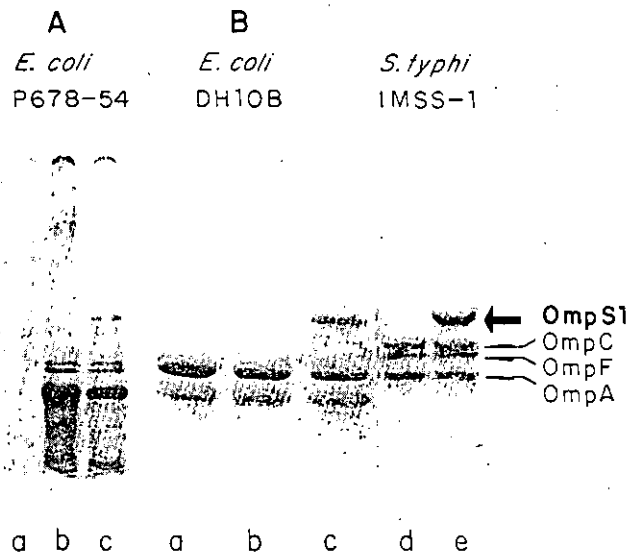 A B
E. coli E. coli S. typhi
P678-54 DH10B IMSS-1
OmpS1
OmpC
OmpF
OmpA
a b c a b c d e